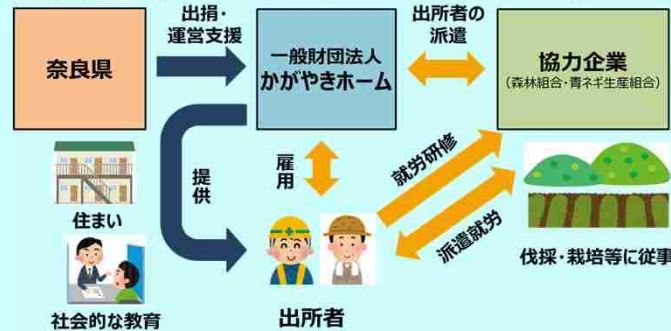 出捐・
運営支援
出所者の
派遣
奈良県
一般財団法人
かがやきホーム
協力企業
（森林組合・青ネギ生産組合）
提供
雇用
就労研修
派遣就労
住まい
伐採・栽培等に従事
社会的な教育
出所者